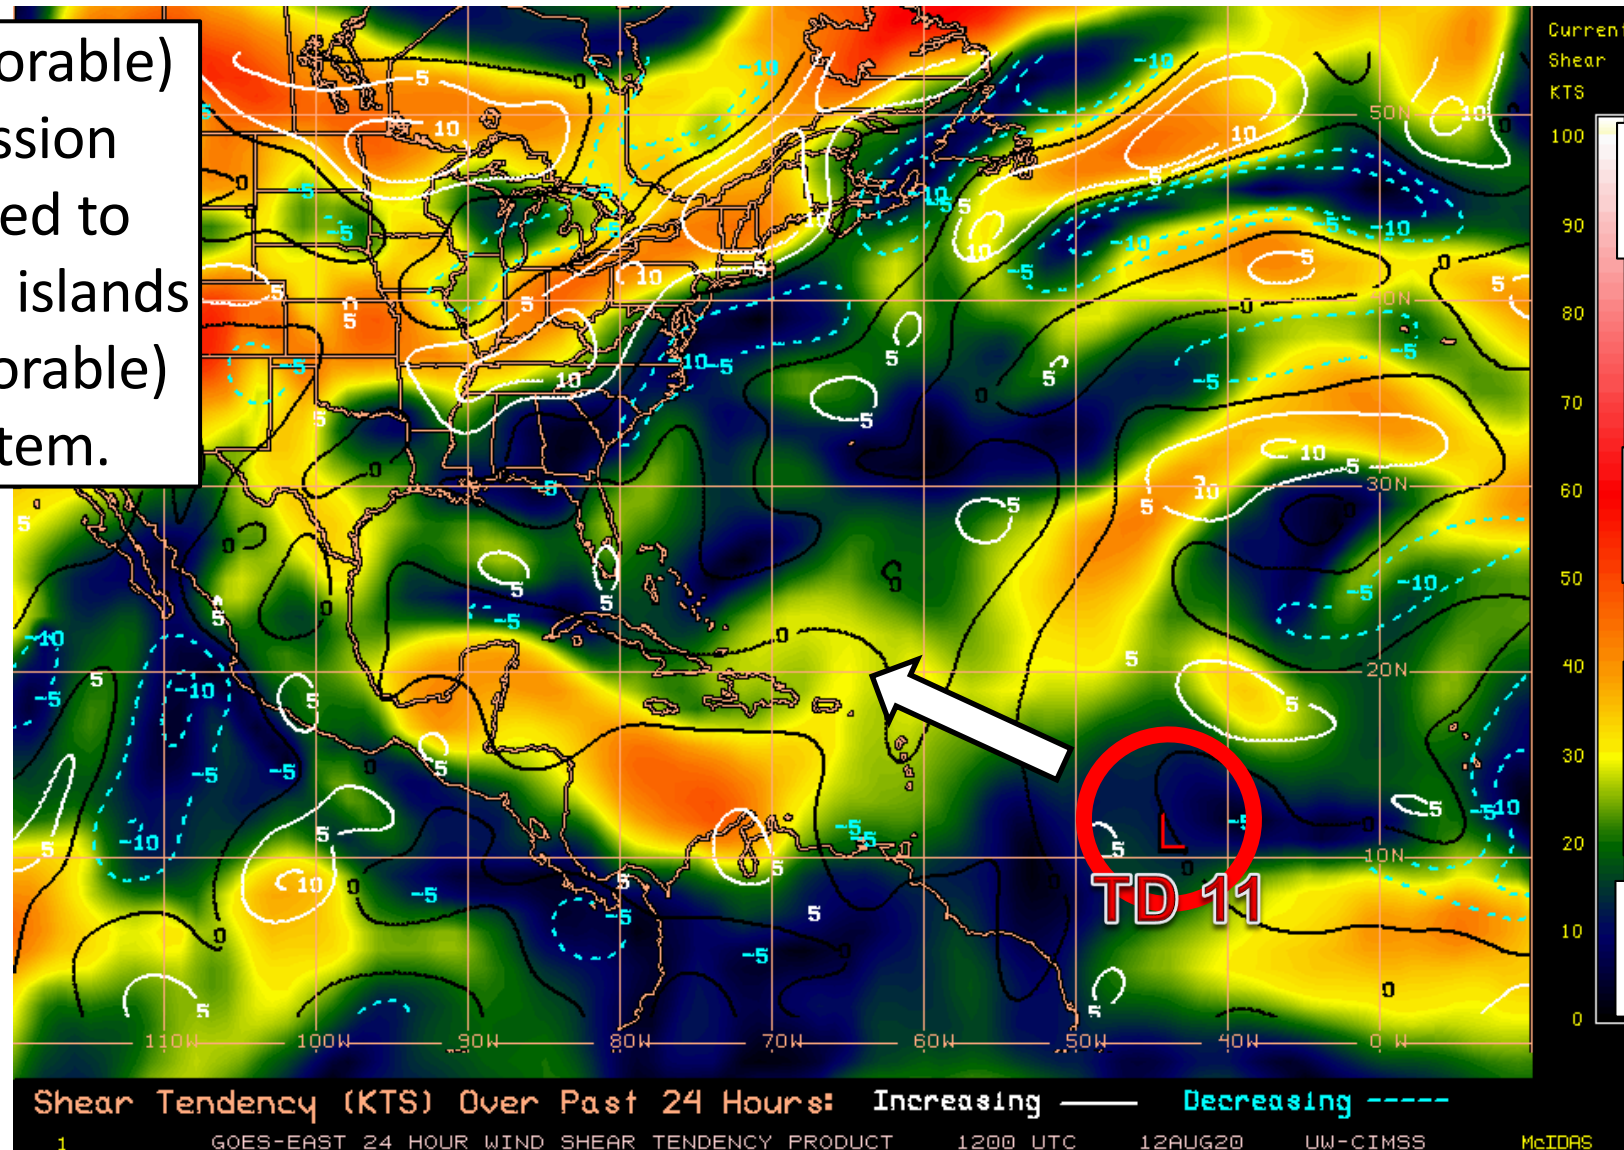 orable)
ssion
ed to
islands
orable)
tem.
Current
Shear
KTS
100
90
80
70
60
50
40
30
20
10
0
50N
40N
30N
20N
10N
110W
100W
90W
80W
70W
60W
50W
40W
0 W
TD 11
L
Shear Tendency (KTS) Over Past 24 Hours: Increasing Decreasing
1 GOES-EAST 24 HOUR WIND SHEAR TENDENCY PRODUCT 1200 UTC 12AUG20 UW-CIMSS McIDAS